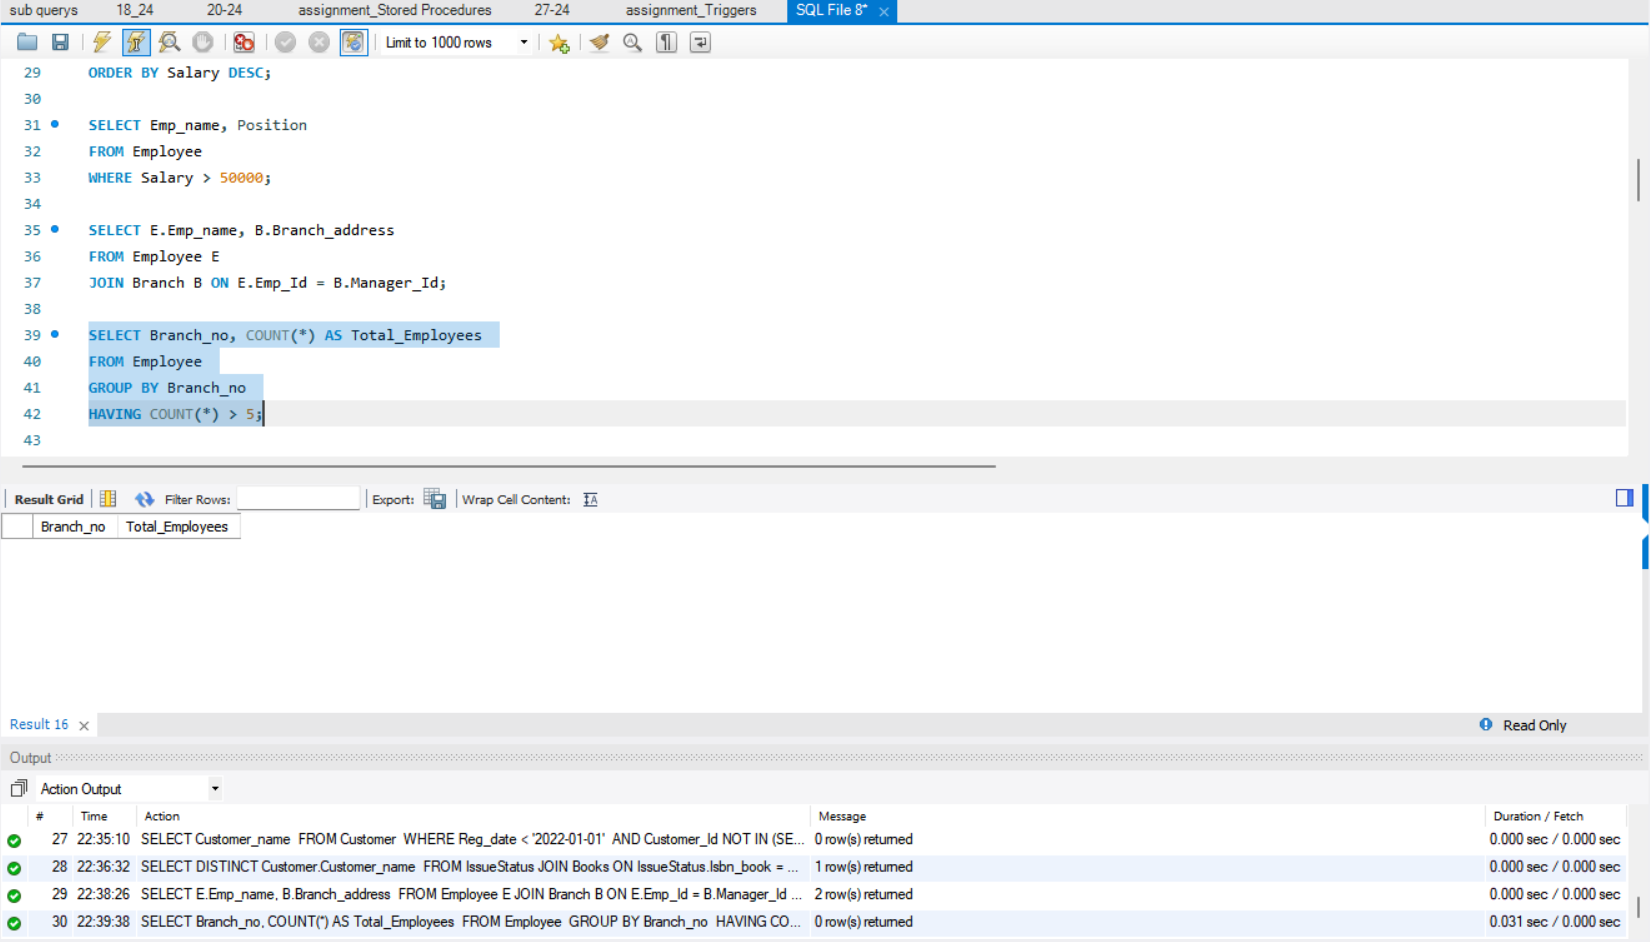 sub querys 18_24 20-24 assignment_Stored Procedures 27-24 assignment_Triggers SQL File 8*
Limit to 1000 rows
29 ORDER BY Salary DESC;
30
31 SELECT Emp_name, Position
32 FROM Employee
33 WHERE Salary > 50000;
34
35 SELECT E.Emp_name, B.Branch_address
36 FROM Employee E
37 JOIN Branch B ON E.Emp_Id = B.Manager_Id;
38
39 SELECT Branch_no, COUNT(*) AS Total_Employees
40 FROM Employee
41 GROUP BY Branch_no
42 HAVING COUNT(*) > 5;
43
Result Grid Filter Rows: Export: Wrap Cell Content:
Branch_no Total_Employees
Result 16 Read Only
Output
Action Output
# Time Action Message Duration / Fetch
27 22:35:10 SELECT Customer_name FROM Customer WHERE Reg_date < '2022-01-01' AND Customer_Id NOT IN (SE... 0 row(s) returned 0.000 sec / 0.000 sec
28 22:36:32 SELECT DISTINCT Customer.Customer_name FROM IssueStatus JOIN Books ON IssueStatus.Isbn_book = ... 1 row(s) returned 0.000 sec / 0.000 sec
29 22:38:26 SELECT E.Emp_name, B.Branch_address FROM Employee E JOIN Branch B ON E.Emp_Id = B.Manager_Id ... 2 row(s) returned 0.000 sec / 0.000 sec
30 22:39:38 SELECT Branch_no, COUNT(*) AS Total_Employees FROM Employee GROUP BY Branch_no HAVING CO... 0 row(s) returned 0.031 sec / 0.000 sec